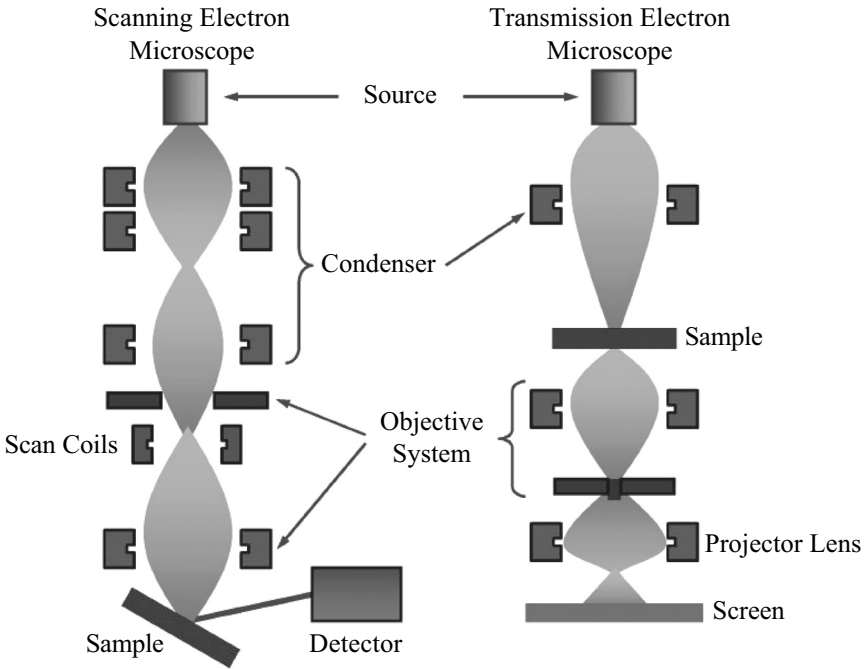 Scanning Electron
Microscope
Transmission Electron
Microscope
Source
Condenser
Sample
Objective
System
Scan Coils
Projector Lens
Sample
Detector
Screen